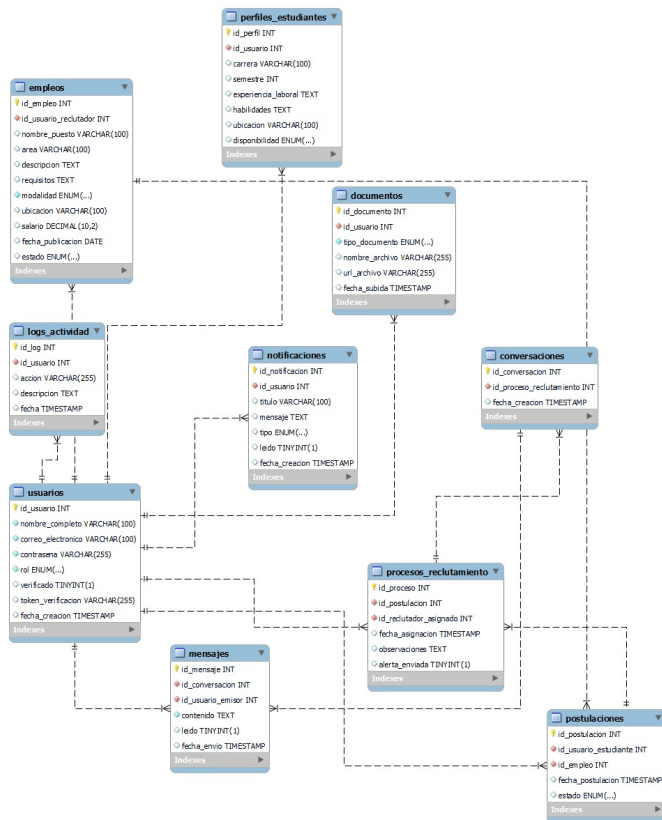 perfiles_estudiantes
id_perfil INT
id_usuario INT
carrera VARCHAR(100)
semestre INT
experiencia_laboral TEXT
habilidades TEXT
ubicacion VARCHAR(100)
disponibilidad ENUM(...)
Indexes
empleos
id_empleo INT
id_usuario_reclutador INT
nombre_puesto VARCHAR(100)
area VARCHAR(100)
descripcion TEXT
requisitos TEXT
modalidad ENUM(...)
ubicacion VARCHAR(100)
salario DECIMAL(10,2)
fecha_publicacion DATE
estado ENUM(...)
Indexes
documentos
id_documento INT
id_usuario INT
tipo_documento ENUM(...)
nombre_archivo VARCHAR(255)
url_archivo VARCHAR(255)
fecha_subida TIMESTAMP
Indexes
logs_actividad
id_log INT
id_usuario INT
accion VARCHAR(255)
descripcion TEXT
fecha TIMESTAMP
Indexes
notificaciones
id_notificacion INT
id_usuario INT
titulo VARCHAR(100)
mensaje TEXT
tipo ENUM(...)
leido TINYINT(1)
fecha_creacion TIMESTAMP
Indexes
conversaciones
id_conversacion INT
id_proceso_reclutamiento INT
fecha_creacion TIMESTAMP
Indexes
usuarios
id_usuario INT
nombre_completo VARCHAR(100)
correo_electronico VARCHAR(100)
contrasena VARCHAR(255)
rol ENUM(...)
verificado TINYINT(1)
token_verificacion VARCHAR(255)
fecha_creacion TIMESTAMP
Indexes
procesos_reclutamiento
id_proceso INT
id_postulacion INT
id_reclutador_asignado INT
fecha_asignacion TIMESTAMP
observaciones TEXT
alerta_enviada TINYINT(1)
Indexes
mensajes
id_mensaje INT
id_conversacion INT
id_usuario_emisor INT
contenido TEXT
leido TINYINT(1)
fecha_envio TIMESTAMP
Indexes
postulaciones
id_postulacion INT
id_usuario_estudiante INT
id_empleo INT
fecha_postulacion TIMESTAMP
estado ENUM(...)
Indexes